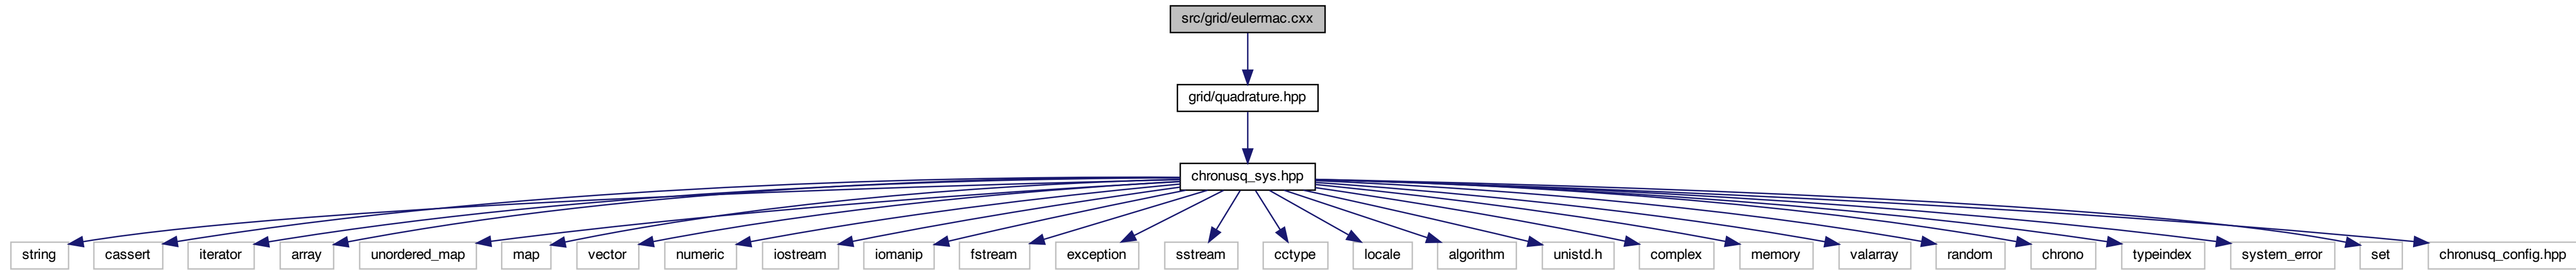 src/grid/eulermac.cxx
grid/quadrature.hpp
chronusq_sys.hpp
string
cassert
iterator
array
unordered_map
map
vector
numeric
iostream
iomanip
fstream
exception
sstream
cctype
locale
algorithm
unistd.h
complex
memory
valarray
random
chrono
typeindex
system_error
set
chronusq_config.hpp